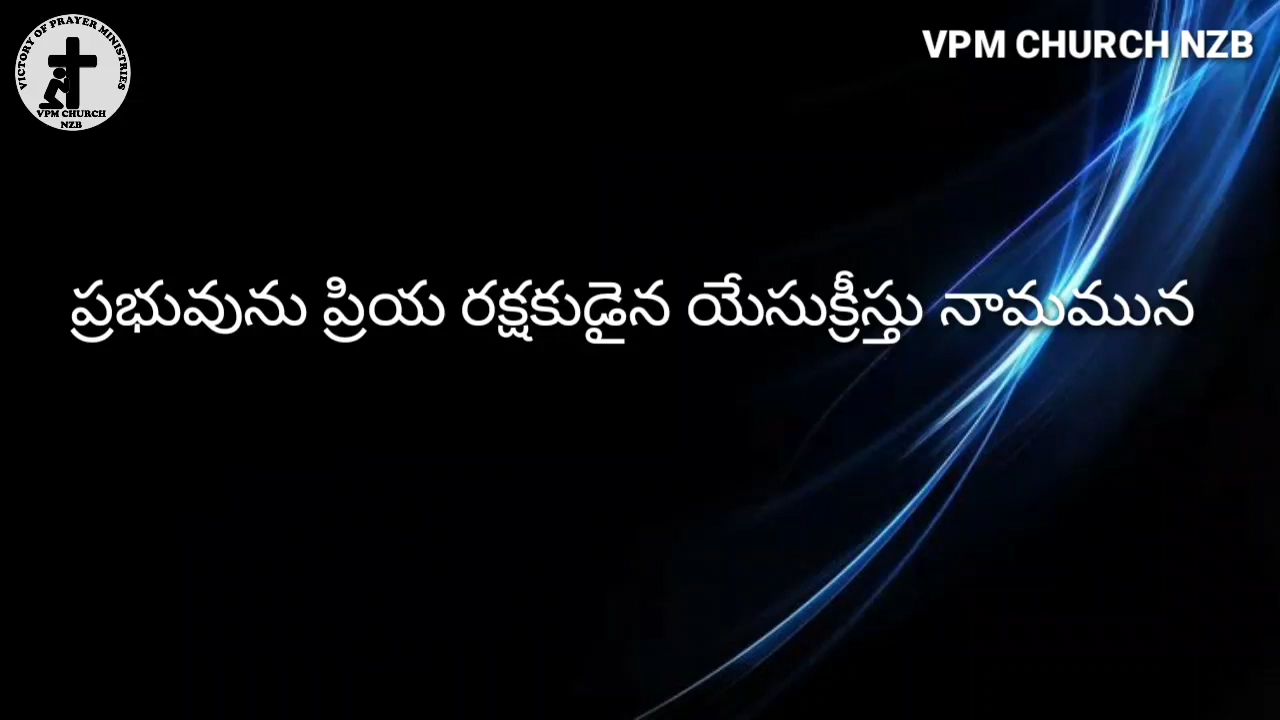 VICTORY OF PRAYER MINISTRIES
VPM CHURCH
NZB
VPM CHURCH NZB
ప్రభువును ప్రియ రక్షకుడైన యేసుక్రీస్తు నామమున